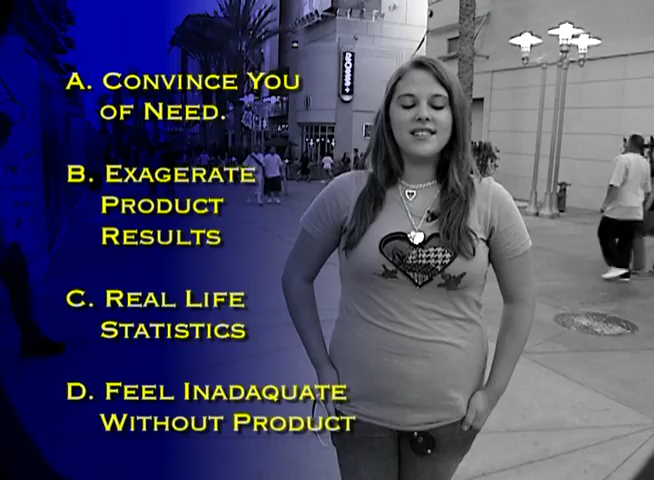 A. Convince You
of Need.
B. Exagerate
Product
Results
C. Real Life
Statistics
D. Feel Inadaquate
Without Product